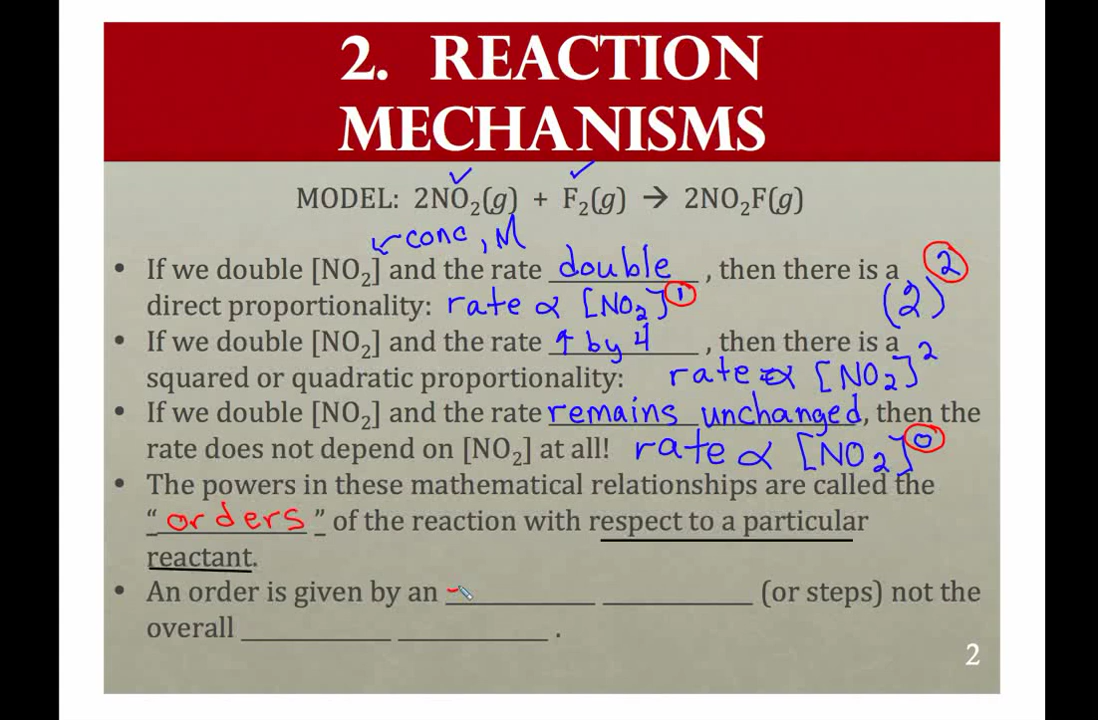 2. REACTION
MECHANISMS
MODEL: 2NO₂(g) + F₂(g) → 2NO₂F(g)
↙conc, M
• If we double [NO₂] and the rate double, then there is a
direct proportionality: rate ∝ [NO₂]¹ (2)²
• If we double [NO₂] and the rate ↑ by 4, then there is a
squared or quadratic proportionality: rate ∝ [NO₂]²
• If we double [NO₂] and the rate remains unchanged, then the
rate does not depend on [NO₂] at all! rate ∝ [NO₂]⁰
• The powers in these mathematical relationships are called the
“_orders_” of the reaction with respect to a particular
reactant.
• An order is given by an __________ __________ (or steps) not the
overall __________ __________ .
2